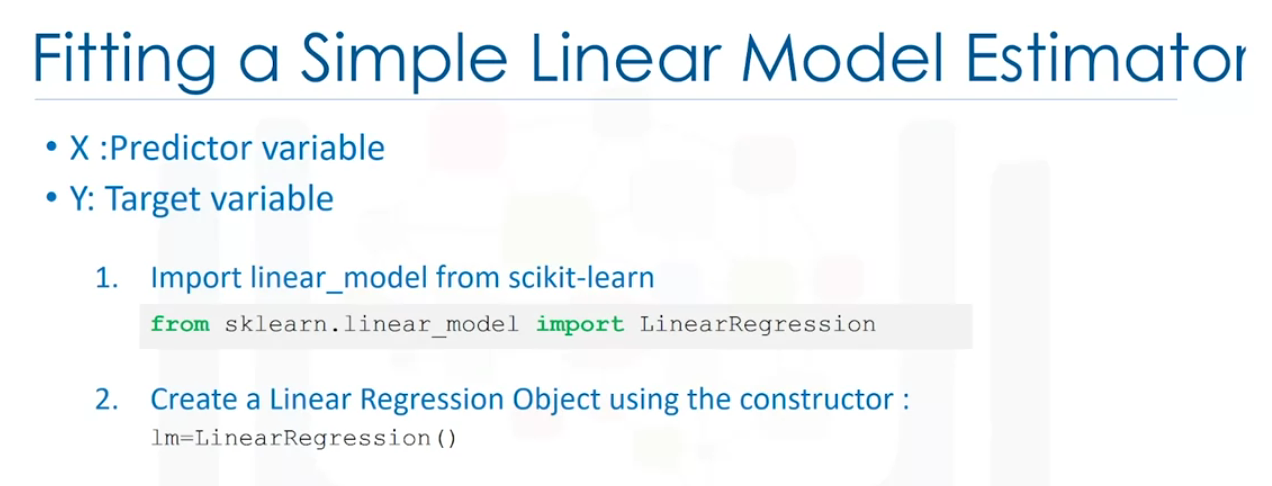 Fitting a Simple Linear Model Estimator
• X :Predictor variable
• Y: Target variable
1. Import linear_model from scikit-learn
from sklearn.linear_model import LinearRegression
2. Create a Linear Regression Object using the constructor :
lm=LinearRegression()